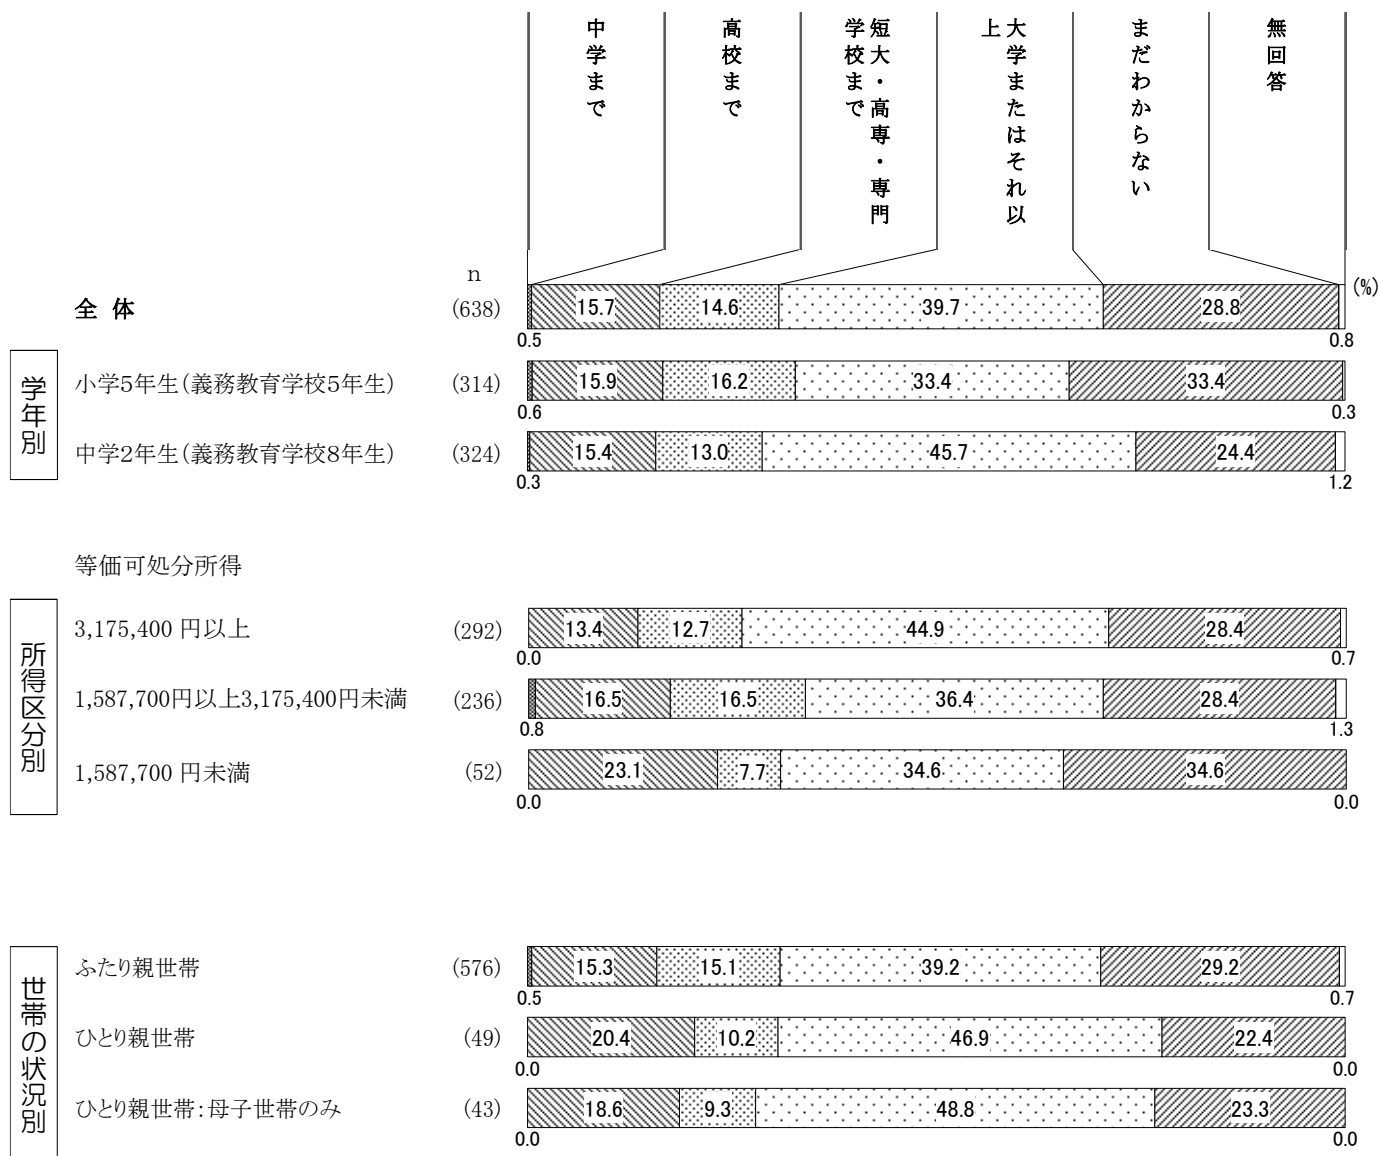 中学まで
高校まで
短大・高専・専門
学校まで
大学またはそれ以
上
まだわからない
無回答
n
(%)
全 体 (638) 15.7 14.6 39.7 28.8
0.5 0.8
学年別
小学5年生（義務教育学校5年生） (314) 15.9 16.2 33.4 33.4
0.6 0.3
中学2年生（義務教育学校8年生） (324) 15.4 13.0 45.7 24.4
0.3 1.2
等価可処分所得
所得区分別
3,175,400 円以上 (292) 13.4 12.7 44.9 28.4
0.0 0.7
1,587,700円以上3,175,400円未満 (236) 16.5 16.5 36.4 28.4
0.8 1.3
1,587,700 円未満 (52) 23.1 7.7 34.6 34.6
0.0 0.0
世帯の状況別
ふたり親世帯 (576) 15.3 15.1 39.2 29.2
0.5 0.7
ひとり親世帯 (49) 20.4 10.2 46.9 22.4
0.0 0.0
ひとり親世帯：母子世帯のみ (43) 18.6 9.3 48.8 23.3
0.0 0.0